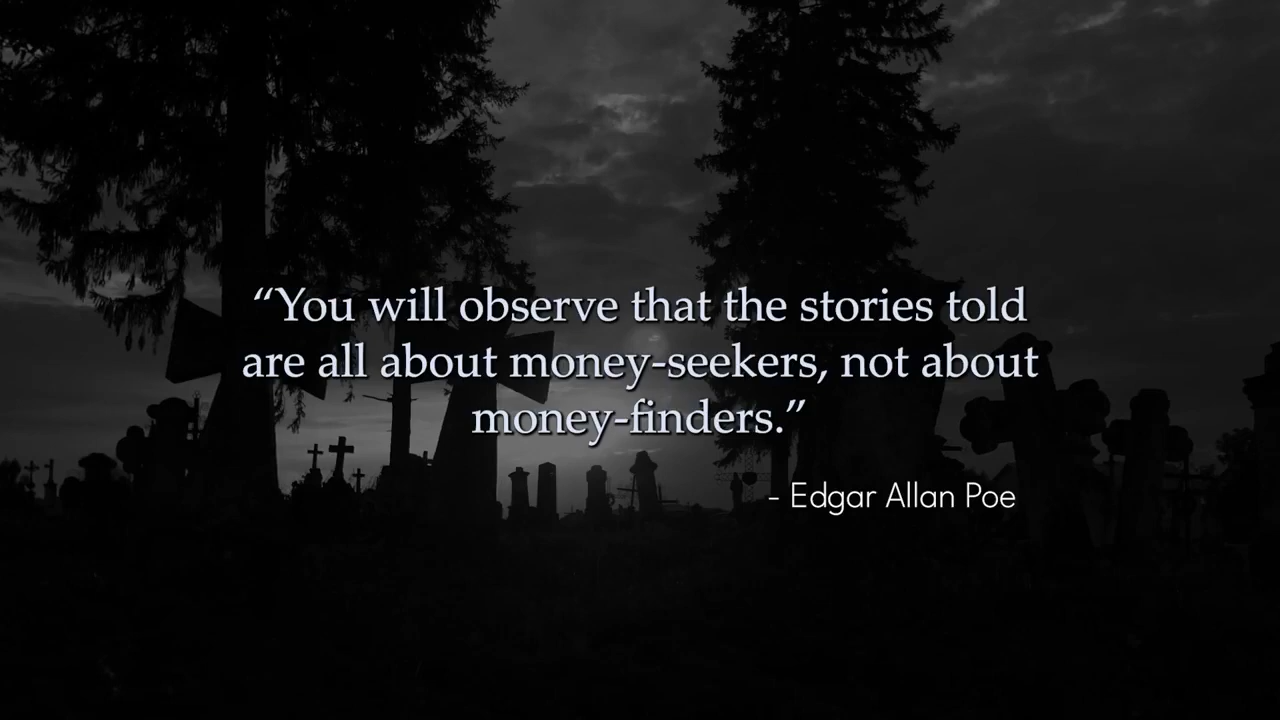 “You will observe that the stories told
are all about money-seekers, not about
money-finders.”
- Edgar Allan Poe